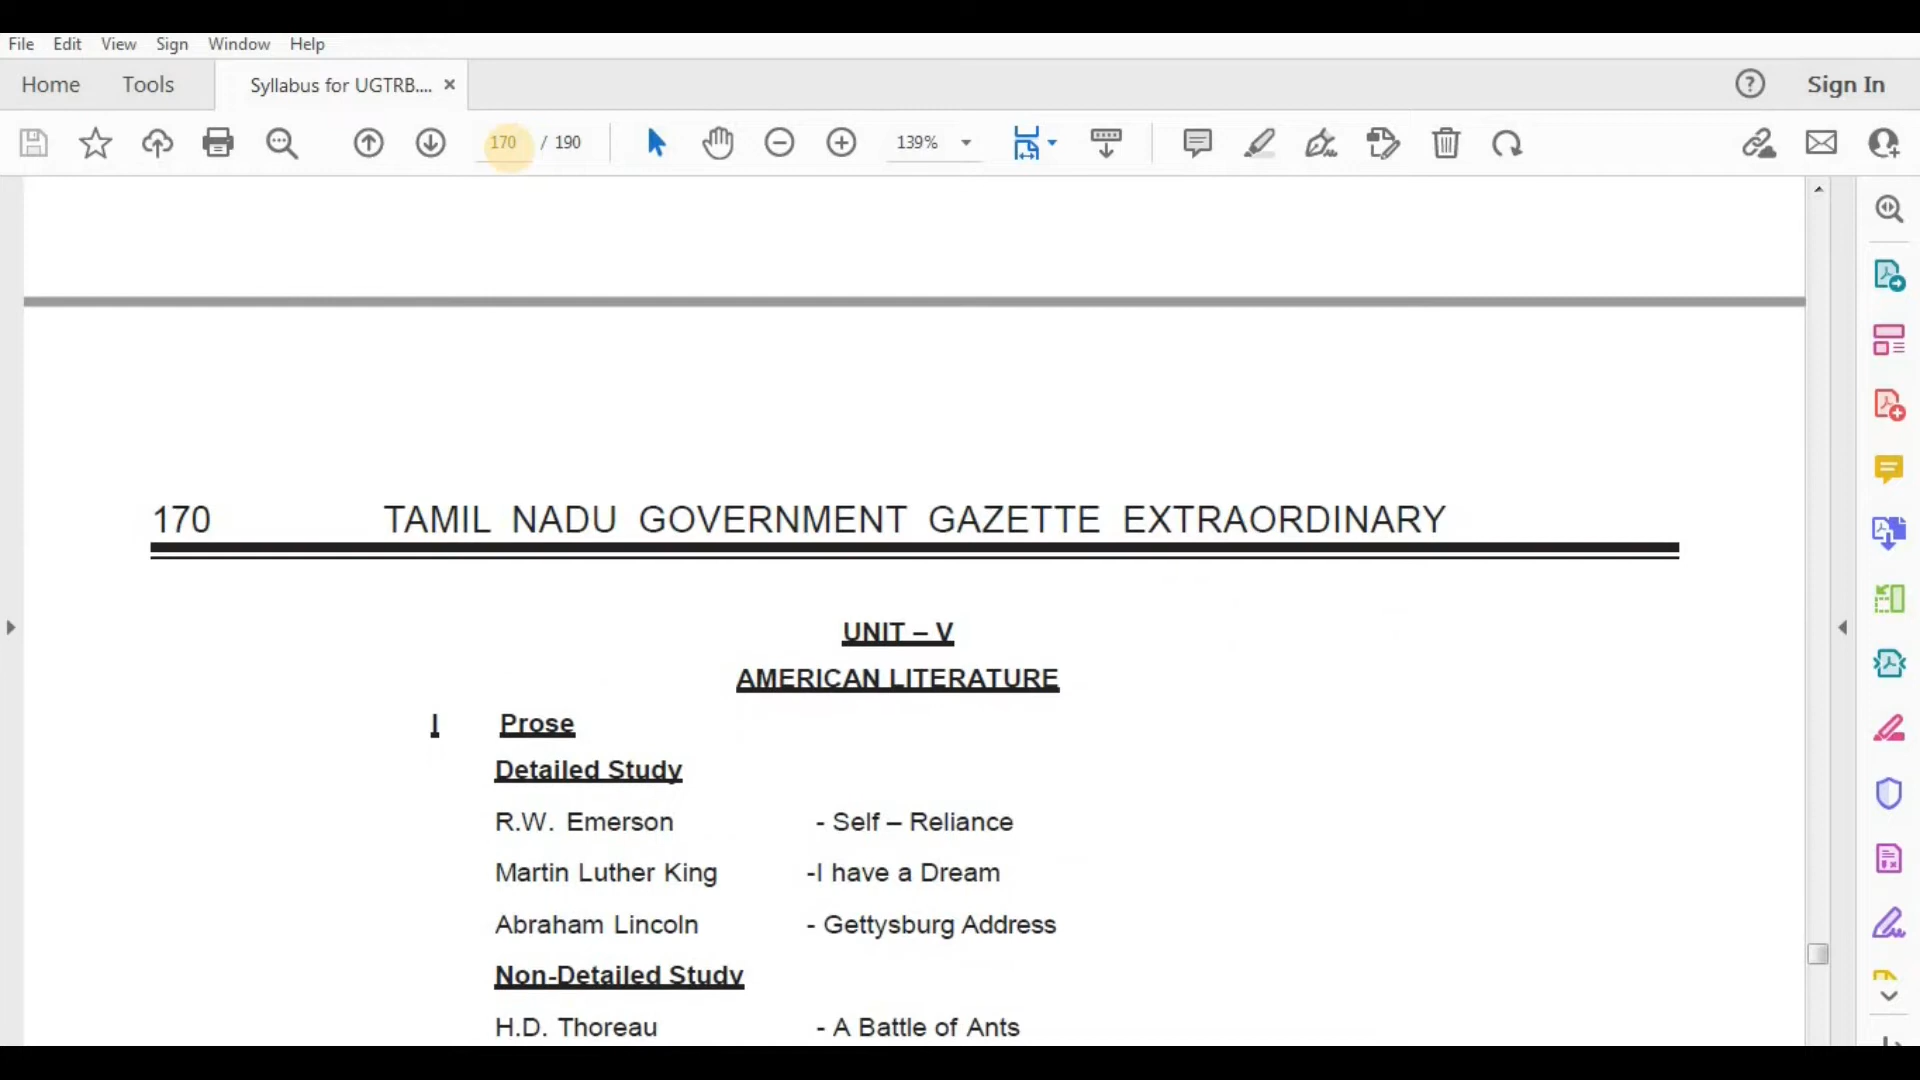 File Edit View Sign Window Help
Home Tools Syllabus for UGTRB.... × ? Sign In
170 / 190 139%
170 TAMIL NADU GOVERNMENT GAZETTE EXTRAORDINARY
UNIT – V
AMERICAN LITERATURE
I Prose
Detailed Study
R.W. Emerson - Self – Reliance
Martin Luther King -I have a Dream
Abraham Lincoln - Gettysburg Address
Non-Detailed Study
H.D. Thoreau - A Battle of Ants